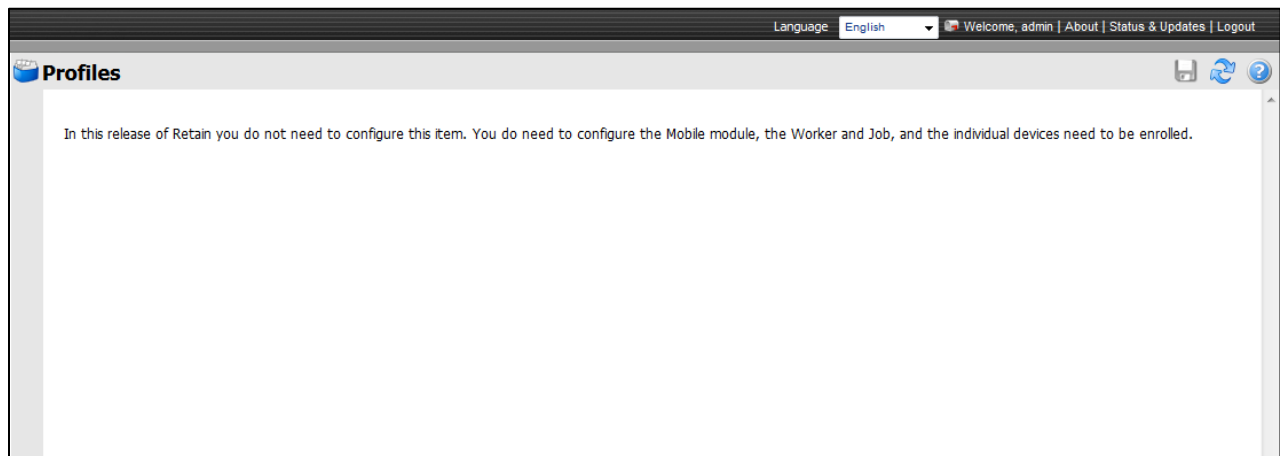 Language English Welcome, admin | About | Status & Updates | Logout
Profiles
In this release of Retain you do not need to configure this item. You do need to configure the Mobile module, the Worker and Job, and the individual devices need to be enrolled.